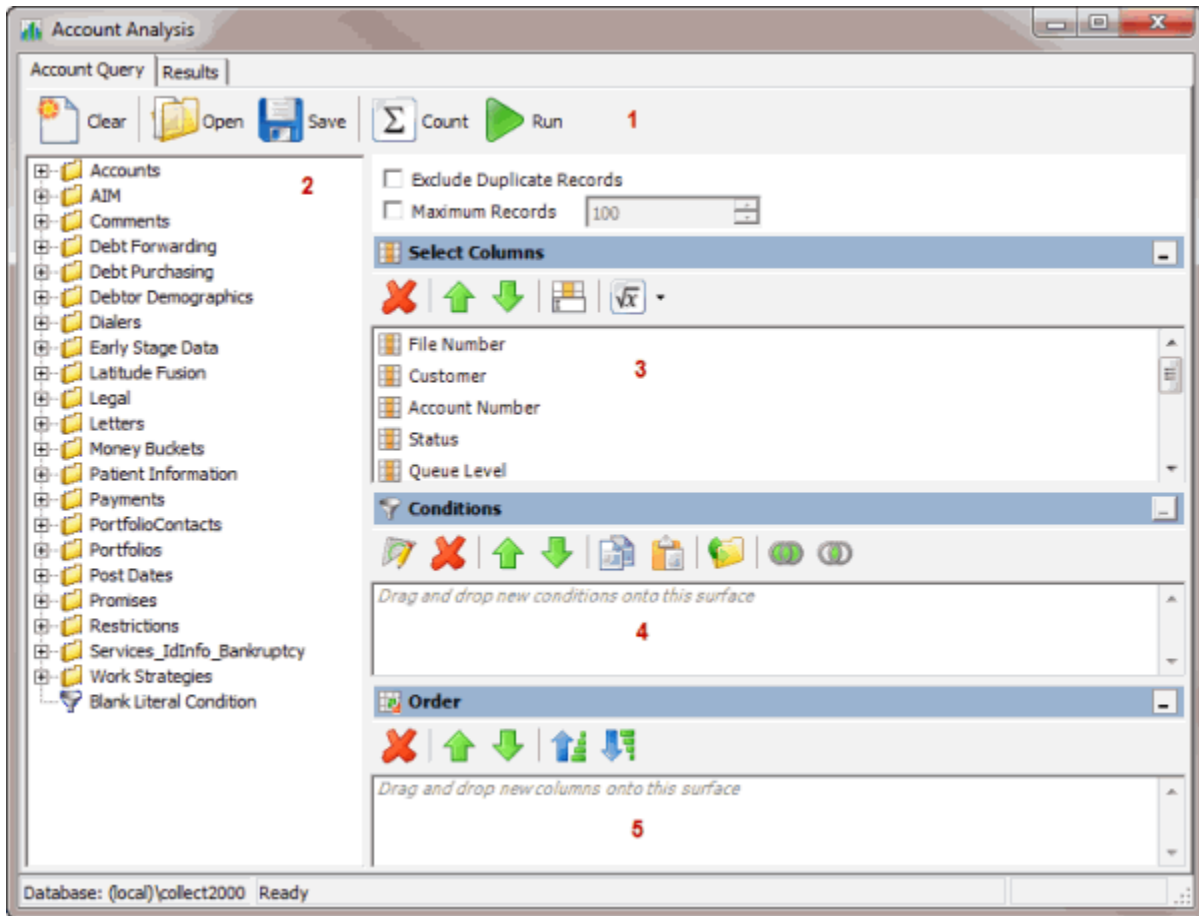 Account Analysis
Account Query Results
Clear Open Save Count Run 1
2
Accounts
AIM
Comments
Debt Forwarding
Debt Purchasing
Debtor Demographics
Dialers
Early Stage Data
Latitude Fusion
Legal
Letters
Money Buckets
Patient Information
Payments
PortfolioContacts
Portfolios
Post Dates
Promises
Restrictions
Services_IdInfo_Bankruptcy
Work Strategies
Blank Literal Condition
Exclude Duplicate Records
Maximum Records 100
Select Columns
√x
File Number
Customer
Account Number
Status
Queue Level
3
Conditions
Drag and drop new conditions onto this surface
4
Order
Drag and drop new columns onto this surface
5
Database: (local)\collect2000 Ready